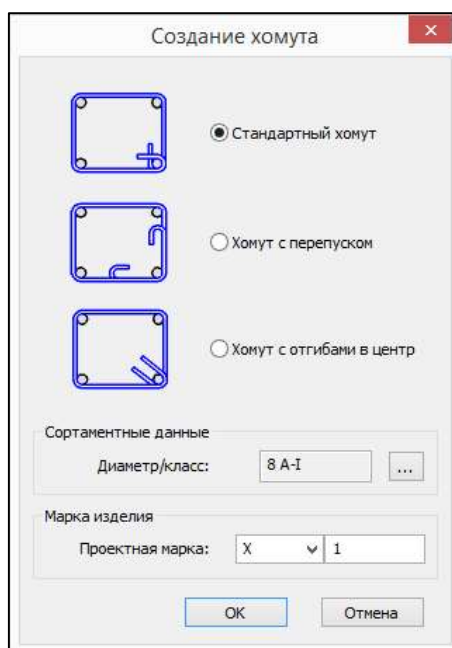 Создание хомута
Стандартный хомут
Хомут с перепуском
Хомут с отгибами в центр
Сортаментные данные
Диаметр/класс: 8 A-I ...
Марка изделия
Проектная марка: Х 1
ОК Отмена